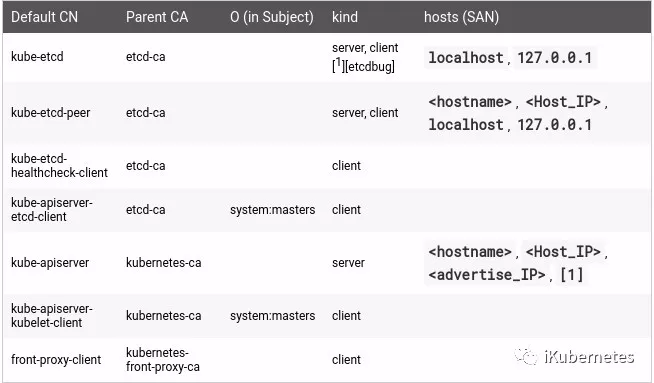 Default CN Parent CA O (in Subject) kind hosts (SAN)
kube-etcd etcd-ca server, client [1][etcdbug] localhost, 127.0.0.1
kube-etcd-peer etcd-ca server, client <hostname>, <Host_IP>, localhost, 127.0.0.1
kube-etcd-healthcheck-client etcd-ca client
kube-apiserver-etcd-client etcd-ca system:masters client
kube-apiserver kubernetes-ca server <hostname>, <Host_IP>, <advertise_IP>, [1]
kube-apiserver-kubelet-client kubernetes-ca system:masters client
front-proxy-client kubernetes-front-proxy-ca client
iKubernetes